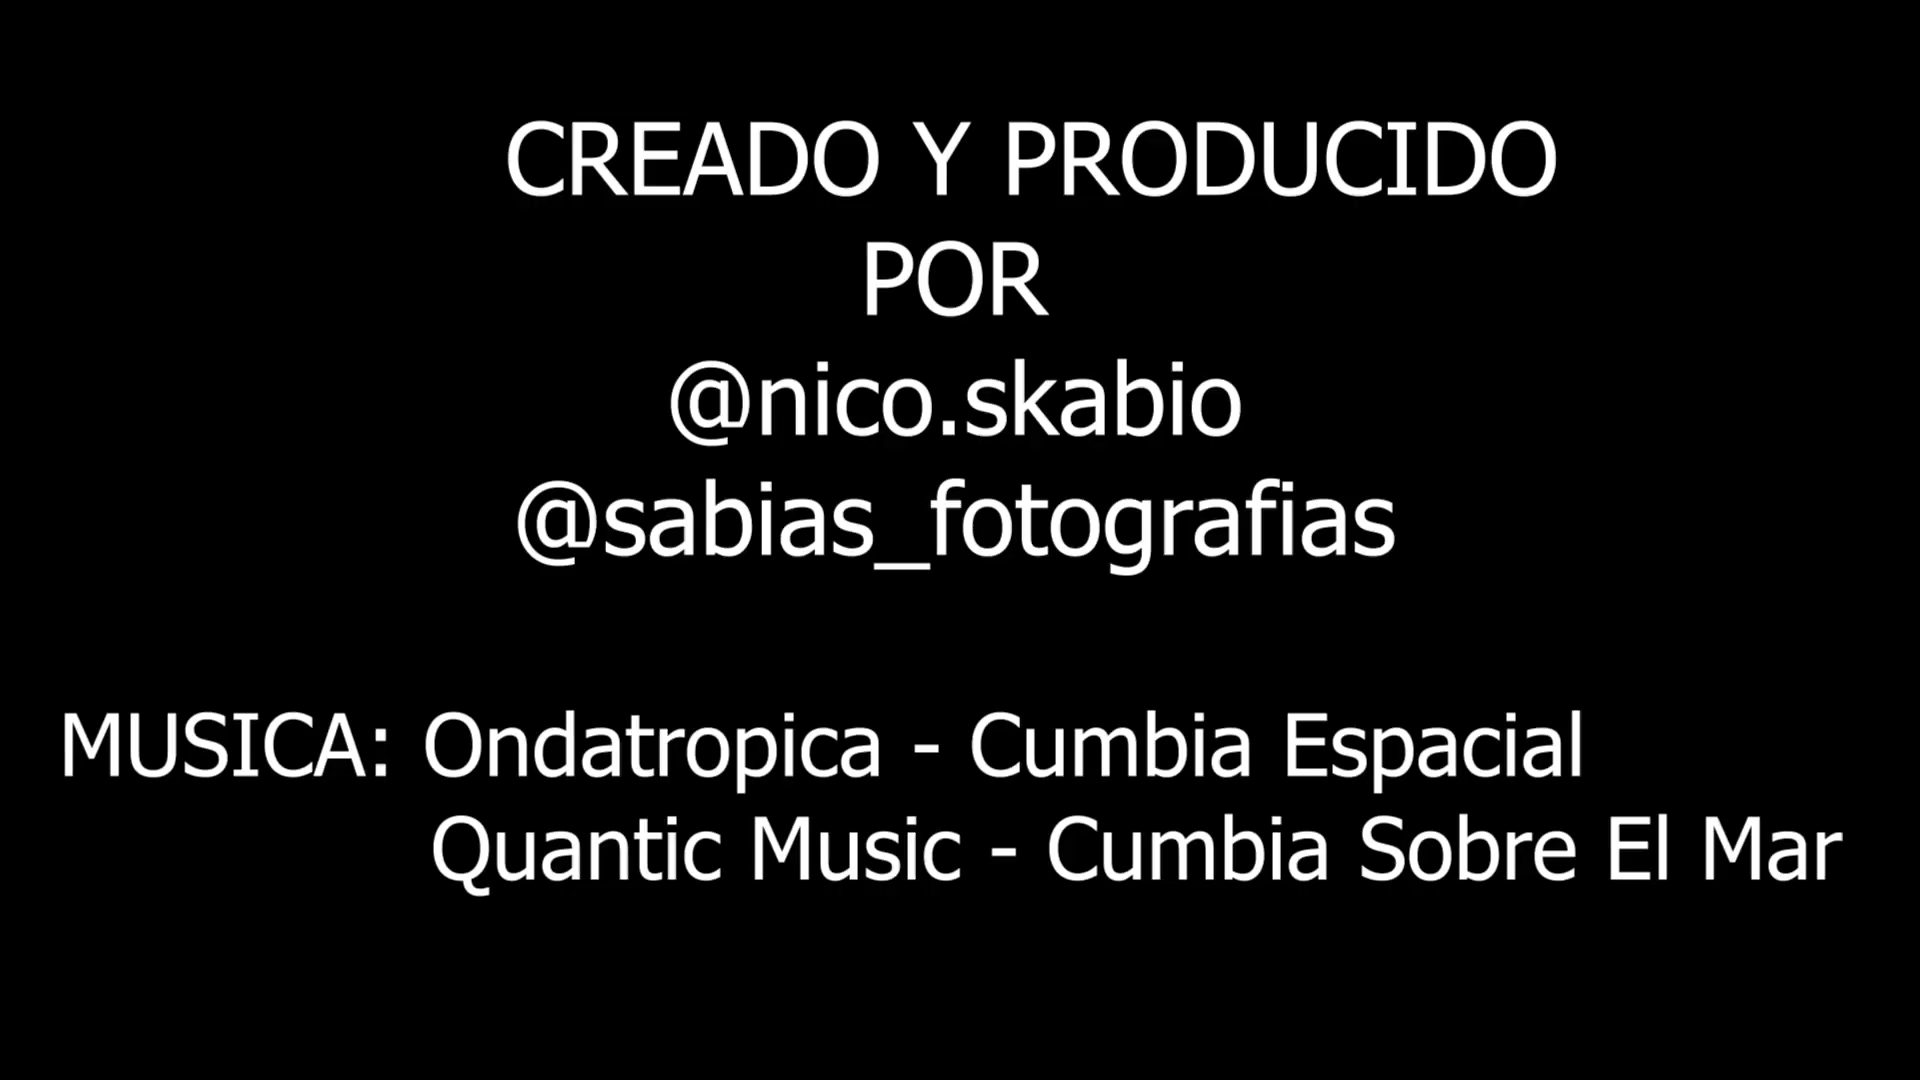 CREADO Y PRODUCIDO
POR
@nico.skabio
@sabias_fotografias
MUSICA: Ondatropica - Cumbia Espacial
Quantic Music - Cumbia Sobre El Mar